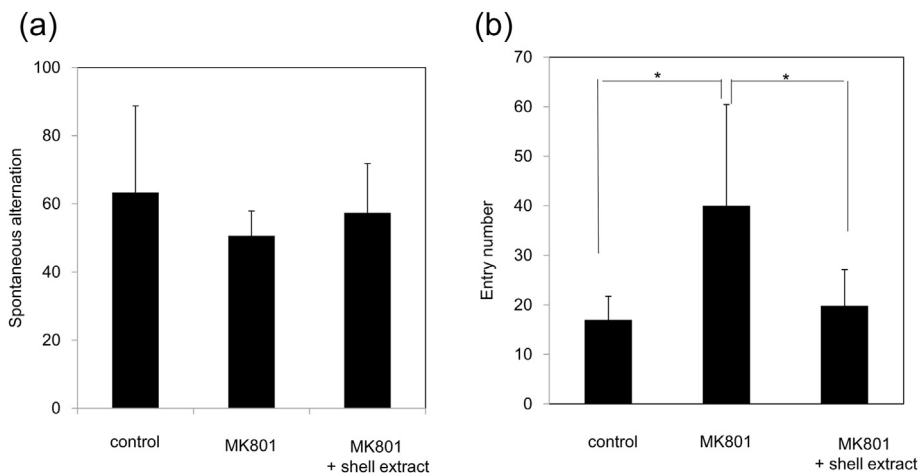 (a)
100
80
60
40
20
0
Spontaneous alternation
control
MK801
MK801
+ shell extract
(b)
70
60
50
40
30
20
10
0
Entry number
*
*
control
MK801
MK801
+ shell extract